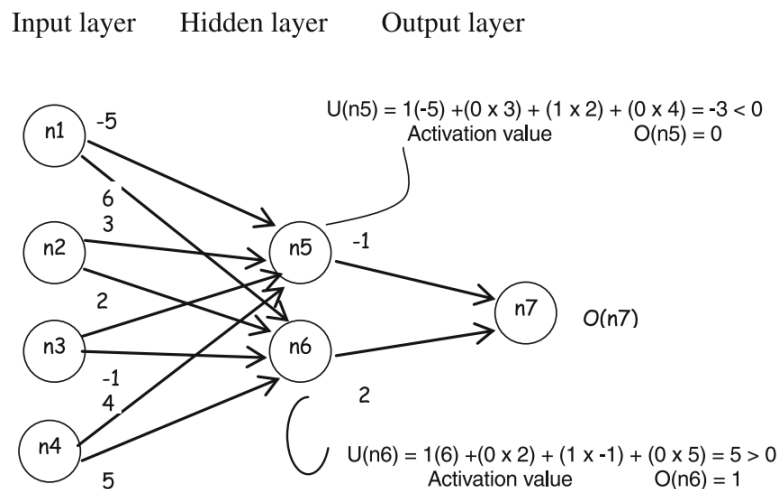 Input layer Hidden layer Output layer
U(n5) = 1(-5) +(0 x 3) + (1 x 2) + (0 x 4) = -3 < 0
Activation value O(n5) = 0
n1
-5
6
3
n2
n5
-1
2
n7
O(n7)
n3
n6
-1
4
2
n4
5
U(n6) = 1(6) +(0 x 2) + (1 x -1) + (0 x 5) = 5 > 0
Activation value O(n6) = 1